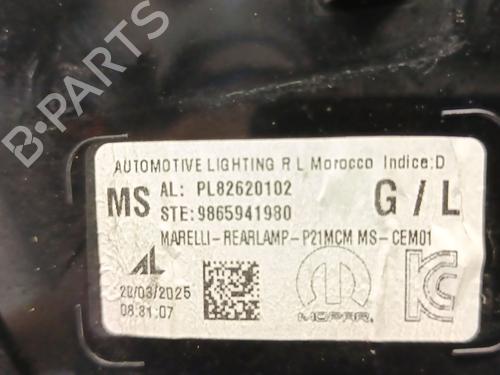 B-PARTS
AUTOMOTIVE LIGHTING R L Morocco Indice:D
MS AL: PL82620102 G / L
STE:9865941980
MARELLI-REARLAMP-P21MCM MS-CEM01
AL
20/03/2025
08:31:07
MOPAR